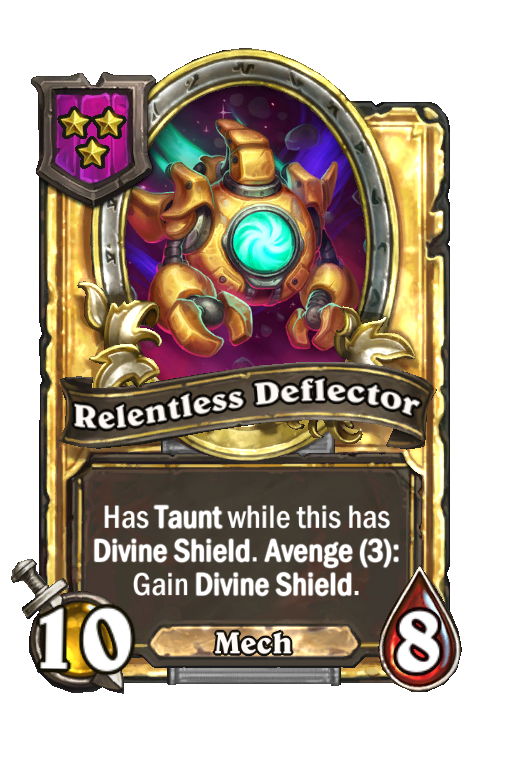 Relentless Deflector
Has Taunt while this has
Divine Shield. Avenge (3):
Gain Divine Shield.
10
Mech
8